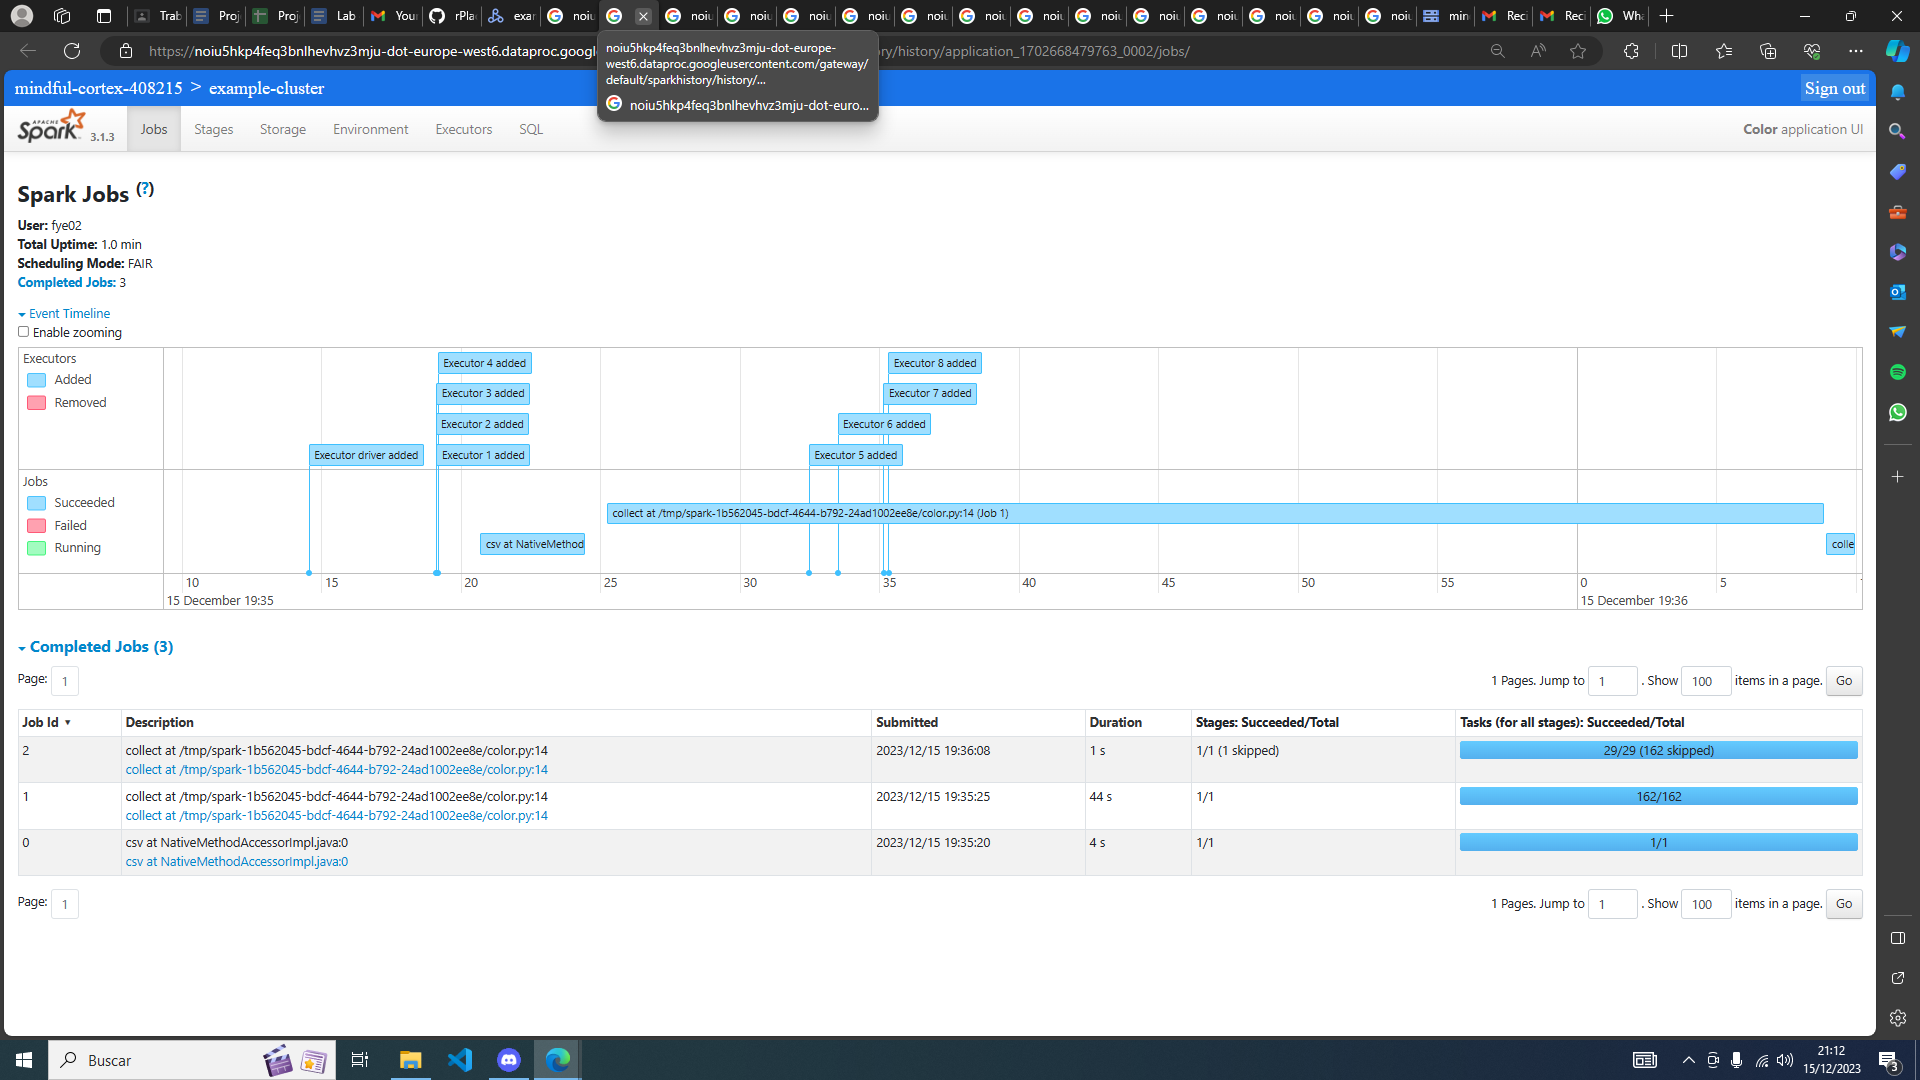 Trab
Proj
Proj
Lab
You
rPlac
exar
noiu
noiu
noiu
noiu
noiu
noiu
noiu
noiu
noiu
noiu
noiu
noiu
noiu
noiu
min
Reci
Reci
Wha
https://noiu5hkp4feq3bnlhevhvz3mju-dot-europe-west6.dataproc.google
ry/history/application_1702668479763_0002/jobs/
noiu5hkp4feq3bnlhevhvz3mju-dot-europe-
west6.dataproc.googleusercontent.com/gateway/
default/sparkhistory/history/...
noiu5hkp4feq3bnlhevhvz3mju-dot-euro...
mindful-cortex-408215 > example-cluster
Sign out
APACHE Spark 3.1.3
Jobs
Stages
Storage
Environment
Executors
SQL
Color application UI
Spark Jobs (?)
User: fye02
Total Uptime: 1.0 min
Scheduling Mode: FAIR
Completed Jobs: 3
Event Timeline
Enable zooming
Executors
Added
Removed
Executor 4 added
Executor 8 added
Executor 3 added
Executor 7 added
Executor 2 added
Executor 6 added
Executor driver added
Executor 1 added
Executor 5 added
Jobs
Succeeded
Failed
Running
collect at /tmp/spark-1b562045-bdcf-4644-b792-24ad1002ee8e/color.py:14 (Job 1)
csv at NativeMethod
colle
10 15 20 25 30 35 40 45 50 55 0 5
15 December 19:35
15 December 19:36
Completed Jobs (3)
Page: 1
1 Pages. Jump to 1 . Show 100 items in a page. Go
Job Id ▾ Description Submitted Duration Stages: Succeeded/Total Tasks (for all stages): Succeeded/Total
2 collect at /tmp/spark-1b562045-bdcf-4644-b792-24ad1002ee8e/color.py:14 2023/12/15 19:36:08 1 s 1/1 (1 skipped) 29/29 (162 skipped)
collect at /tmp/spark-1b562045-bdcf-4644-b792-24ad1002ee8e/color.py:14
1 collect at /tmp/spark-1b562045-bdcf-4644-b792-24ad1002ee8e/color.py:14 2023/12/15 19:35:25 44 s 1/1 162/162
collect at /tmp/spark-1b562045-bdcf-4644-b792-24ad1002ee8e/color.py:14
0 csv at NativeMethodAccessorImpl.java:0 2023/12/15 19:35:20 4 s 1/1 1/1
csv at NativeMethodAccessorImpl.java:0
Page: 1
1 Pages. Jump to 1 . Show 100 items in a page. Go
Buscar
21:12
15/12/2023
3